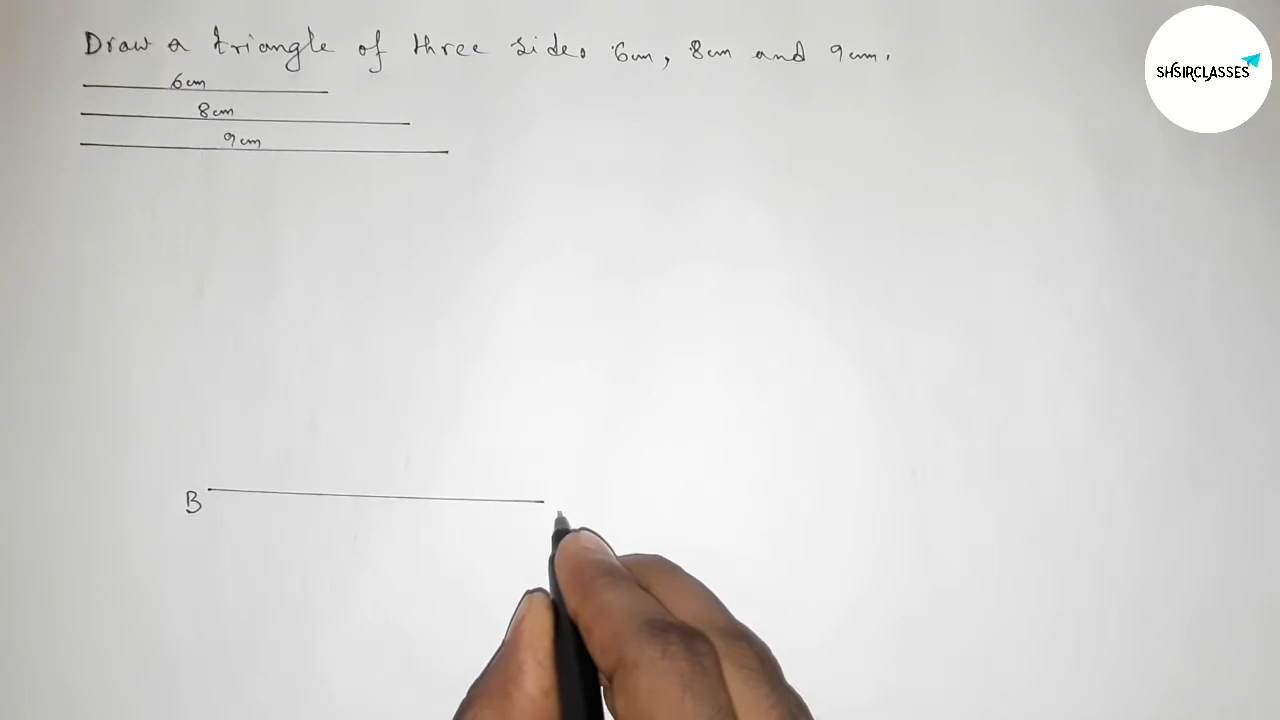 Draw a triangle of three sides 6cm, 8cm and 9cm.
SHSIRCLASSES
6cm
8cm
9cm
B